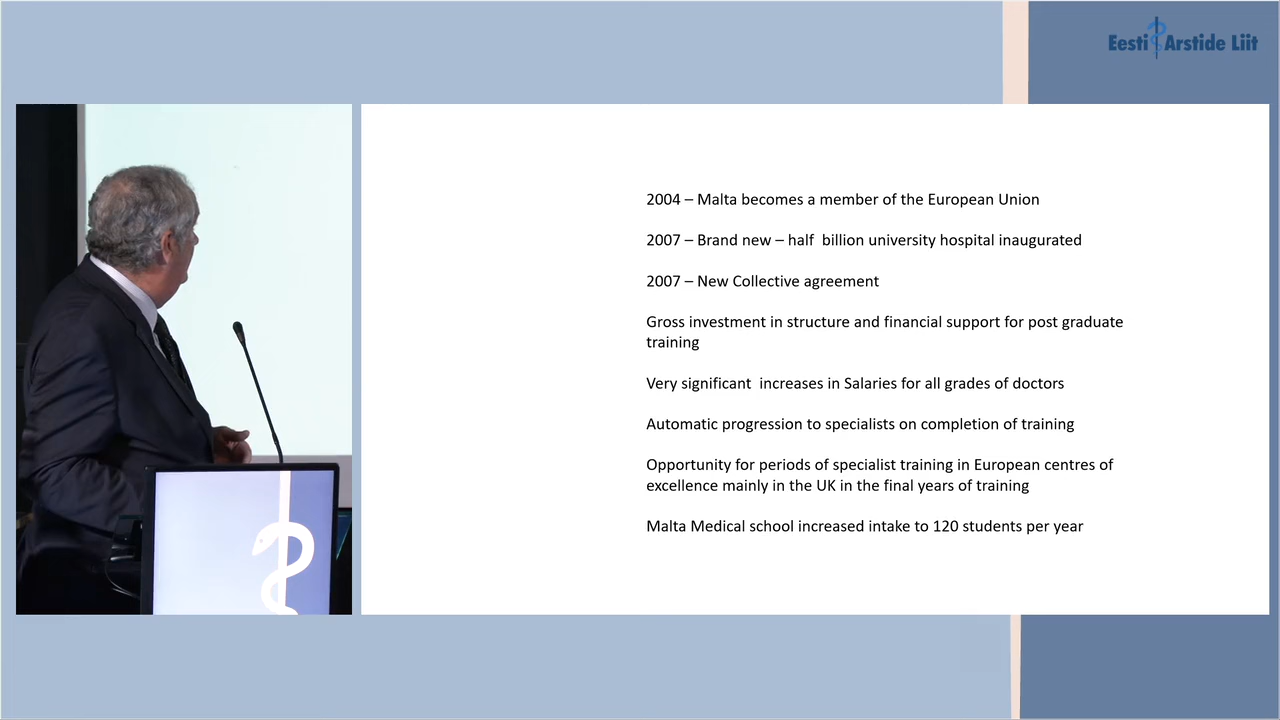 Eesti Arstide Liit
2004 – Malta becomes a member of the European Union
2007 – Brand new – half  billion university hospital inaugurated
2007 – New Collective agreement
Gross investment in structure and financial support for post graduate
training
Very significant  increases in Salaries for all grades of doctors
Automatic progression to specialists on completion of training
Opportunity for periods of specialist training in European centres of
excellence mainly in the UK in the final years of training
Malta Medical school increased intake to 120 students per year